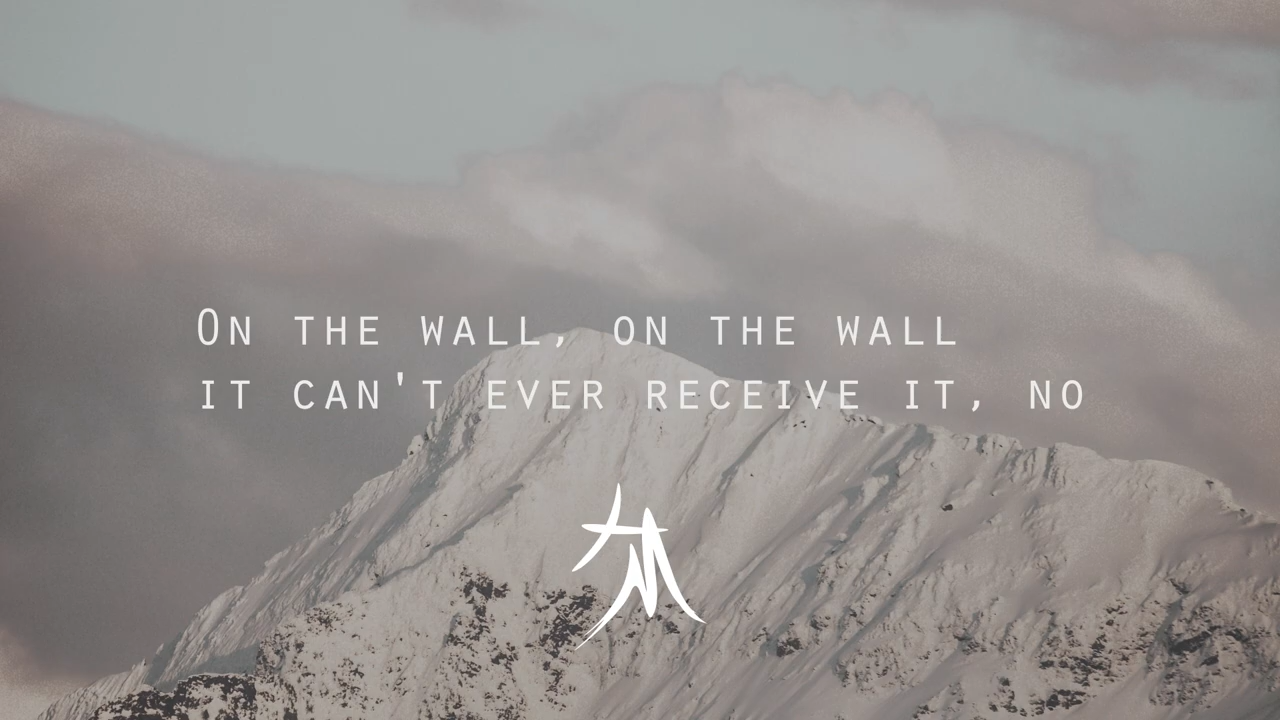 On the wall, on the wall
it can't ever receive it, no